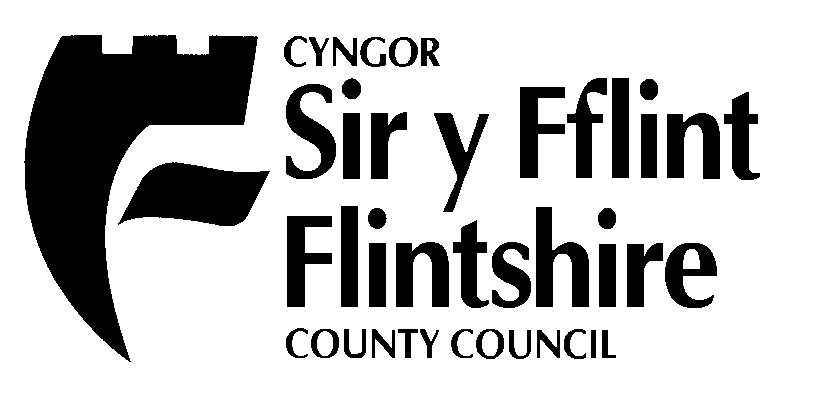 CYNGOR
Sir y Fflint
Flintshire
COUNTY COUNCIL